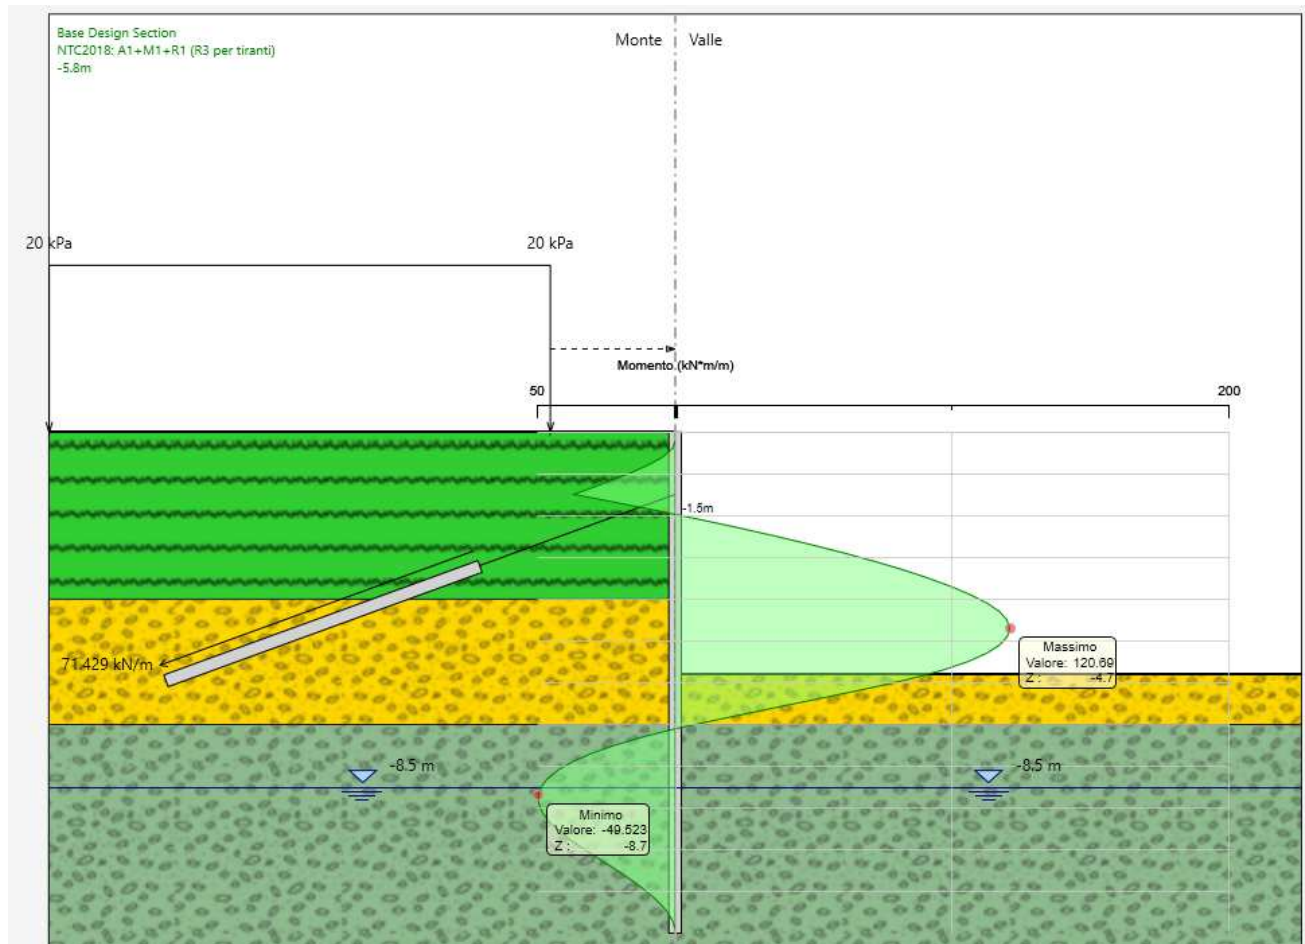 Base Design Section
NTC2018: A1+M1+R1 (R3 per tiranti)
-5.8m
Monte
Valle
20 kPa
20 kPa
Momento (kN*m/m)
50
200
-1.5m
Massimo
Valore: 120.69
Z : -4.7
71.429 kN/m
-8.5 m
-8.5 m
Minimo
Valore: -49.523
Z : -8.7